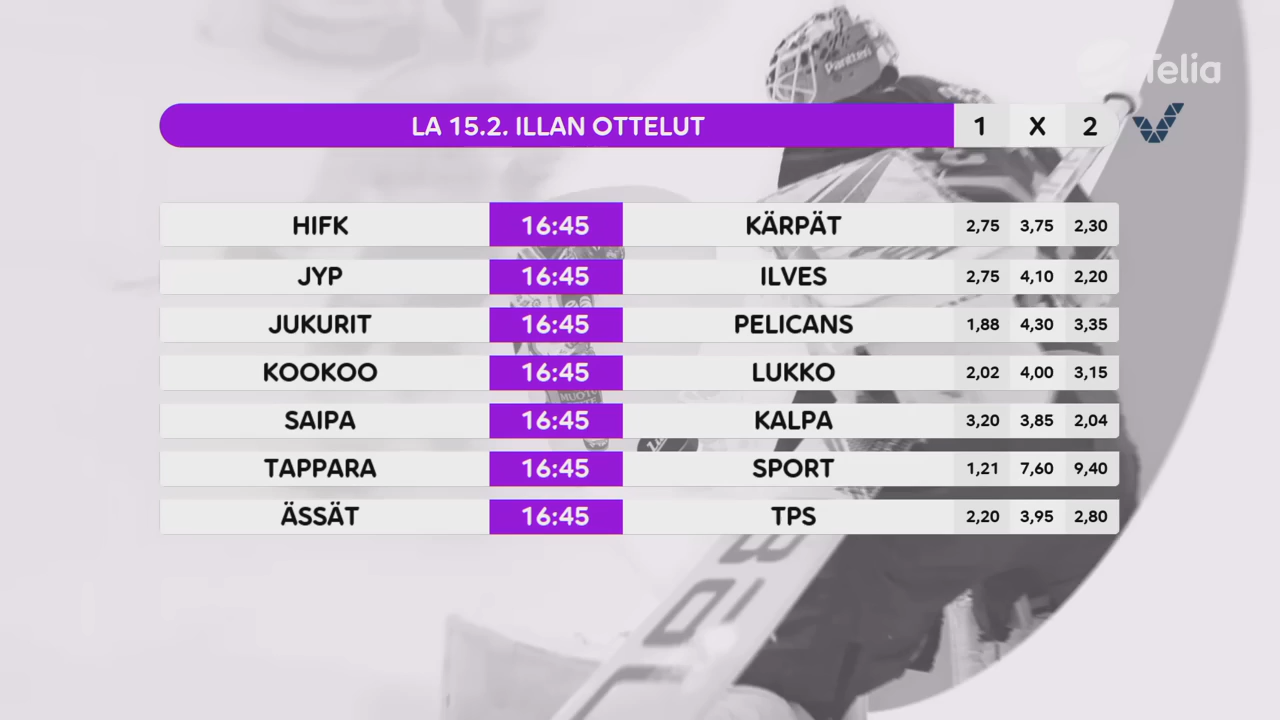 Pantteri
Telia
LA 15.2. ILLAN OTTELUT 1 X 2
HIFK 16:45 KÄRPÄT 2,75 3,75 2,30
JYP 16:45 ILVES 2,75 4,10 2,20
JUKURIT 16:45 PELICANS 1,88 4,30 3,35
KOOKOO 16:45 LUKKO 2,02 4,00 3,15
SAIPA 16:45 KALPA 3,20 3,85 2,04
TAPPARA 16:45 SPORT 1,21 7,60 9,40
ÄSSÄT 16:45 TPS 2,20 3,95 2,80